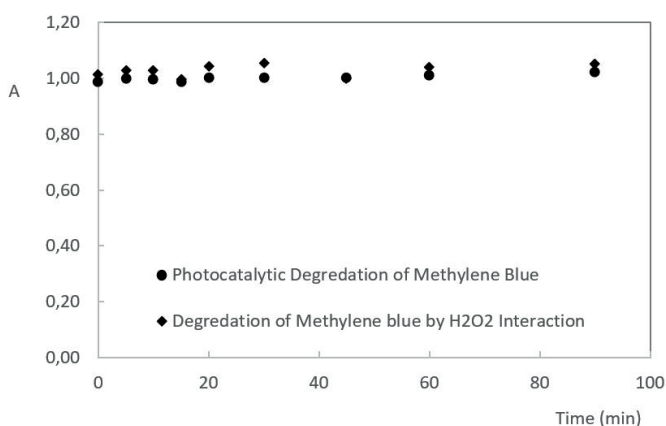 1,20
1,00
A
0,80
0,60
0,40
Photocatalytic Degredation of Methylene Blue
0,20
Degredation of Methylene blue by H2O2 Interaction
0,00
0 20 40 60 80 100
Time (min)